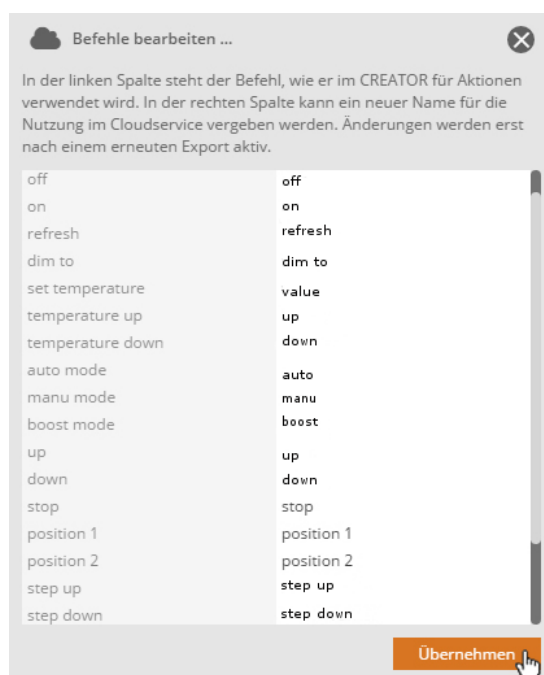 Befehle bearbeiten ...
In der linken Spalte steht der Befehl, wie er im CREATOR für Aktionen
verwendet wird. In der rechten Spalte kann ein neuer Name für die
Nutzung im Cloudservice vergeben werden. Änderungen werden erst
nach einem erneuten Export aktiv.
off off
on on
refresh refresh
dim to dim to
set temperature value
temperature up up
temperature down down
auto mode auto
manu mode manu
boost mode boost
up up
down down
stop stop
position 1 position 1
position 2 position 2
step up step up
step down step down
Übernehmen